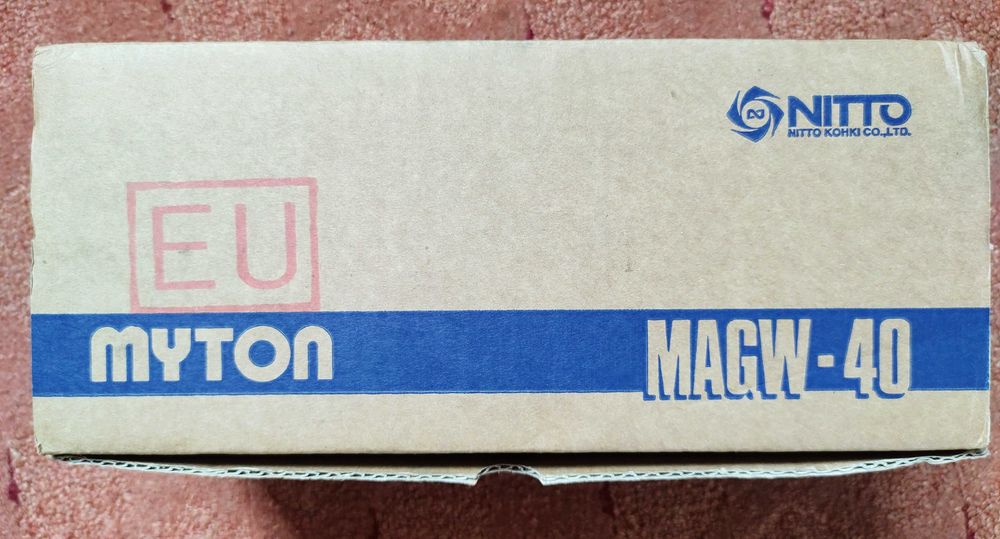 NITTO
NITTO KOHKI CO.,LTD.
EU
MYTON
MAGW-40